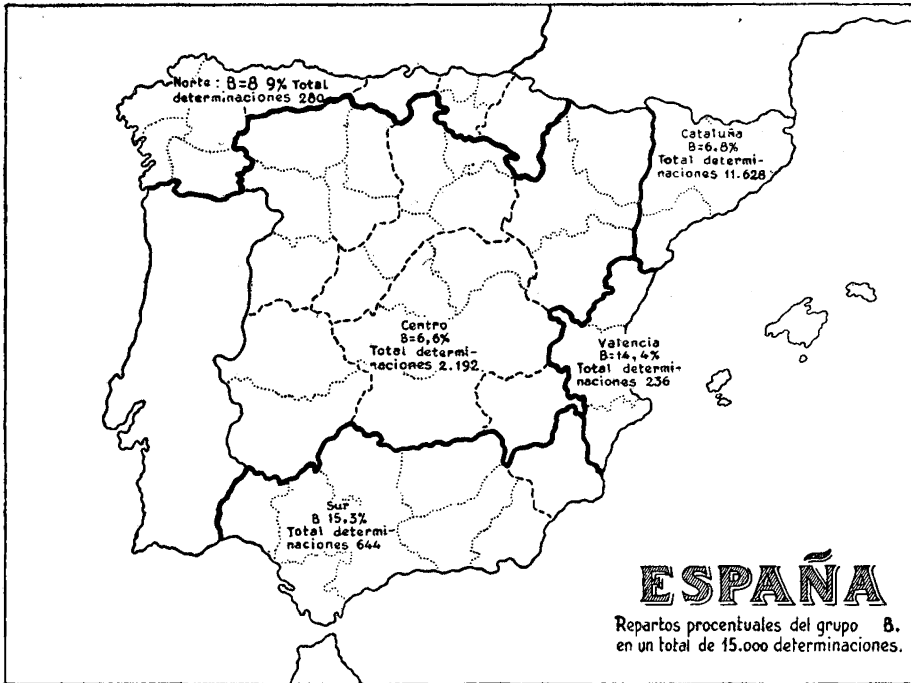 Norte: B=8 9% Total
determinaciones 280
Cataluña
B=6.8%
Total determi-
naciones 11.628
Centro
B=6,6%
Total determi-
naciones 2.192
Valencia
B=14,4%
Total determi-
naciones 236
Sur
B 15.3%
Total determi-
naciones 644
ESPAÑA
Repartos procentuales del grupo B.
en un total de 15.000 determinaciones.